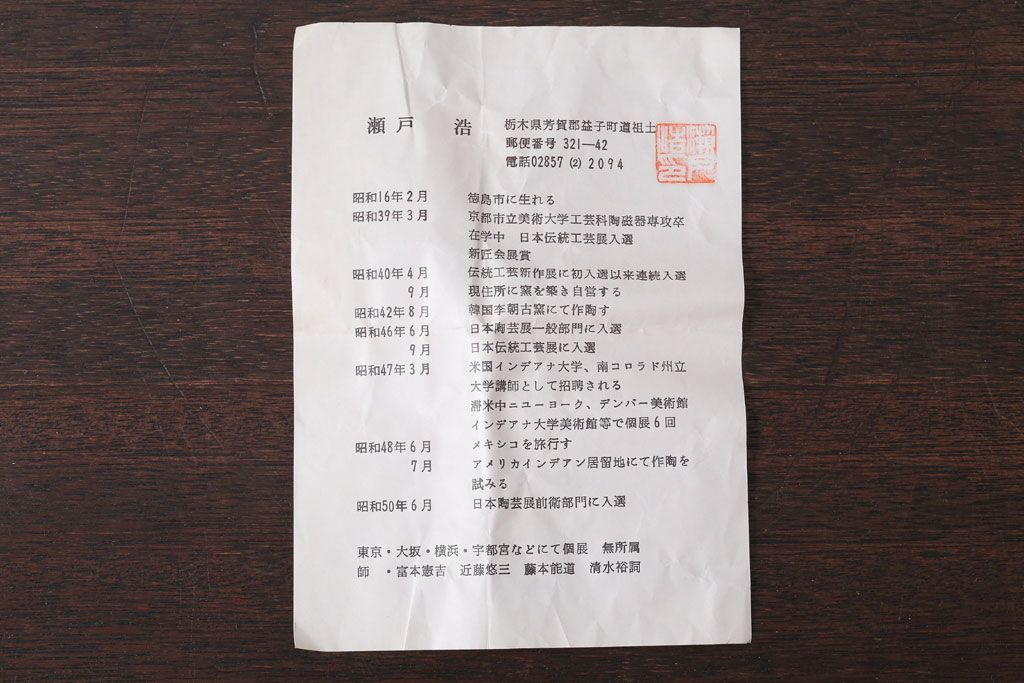 瀬戸 浩
栃木県芳賀郡益子町道祖土
郵便番号 321―42
電話02857 (2) 2094
昭和16年2月 徳島市に生れる
昭和39年3月 京都市立美術大学工芸科陶磁器専攻卒
在学中 日本伝統工芸展入選
新匠会展賞
昭和40年4月 伝統工芸新作展に初入選以来連続入選
9月 現住所に窯を築き自営する
昭和42年8月 韓国李朝古窯にて作陶す
昭和46年6月 日本陶芸展一般部門に入選
9月 日本伝統工芸展に入選
昭和47年3月 米国インデアナ大学、南コロラド州立
大学講師として招聘される
滞米中ニューヨーク、デンバー美術館
インデアナ大学美術館等で個展6回
昭和48年6月 メキシコを旅行す
7月 アメリカインデアン居留地にて作陶を
試みる
昭和50年6月 日本陶芸展前衛部門に入選
東京・大坂・横浜・宇都宮などにて個展 無所属
師 ・富本憲吉 近藤悠三 藤本能道 清水裕詞